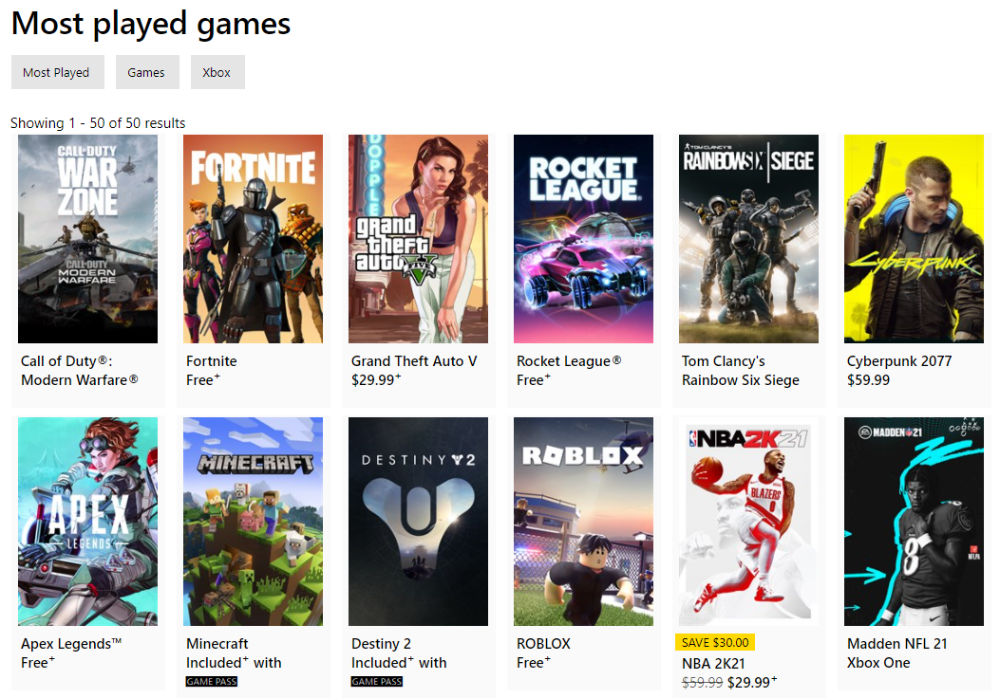 Most played games
Most Played
Games
Xbox
Showing 1 - 50 of 50 results
CALL OF DUTY
WAR
ZONE
CALL OF DUTY
MODERN
WARFARE
FORTNITE
grand
theft
auto
FIVE
ROCKET
LEAGUE®
TOM CLANCY'S
RAINBOW SIX | SIEGE
Cyberpunk
Call of Duty®:
Modern Warfare®
Fortnite
Free+
Grand Theft Auto V
$29.99+
Rocket League®
Free+
Tom Clancy's
Rainbow Six Siege
Cyberpunk 2077
$59.99
APEX
LEGENDS
MINECRAFT
DESTINY 2
ROBLOX
NBA 2K21
BLAZERS
0
EA MADDEN NFL 21
8
NFLPA
Apex Legends™
Free+
Minecraft
Included+ with
GAME PASS
Destiny 2
Included+ with
GAME PASS
ROBLOX
Free+
SAVE $30.00
NBA 2K21
$59.99 $29.99+
Madden NFL 21
Xbox One